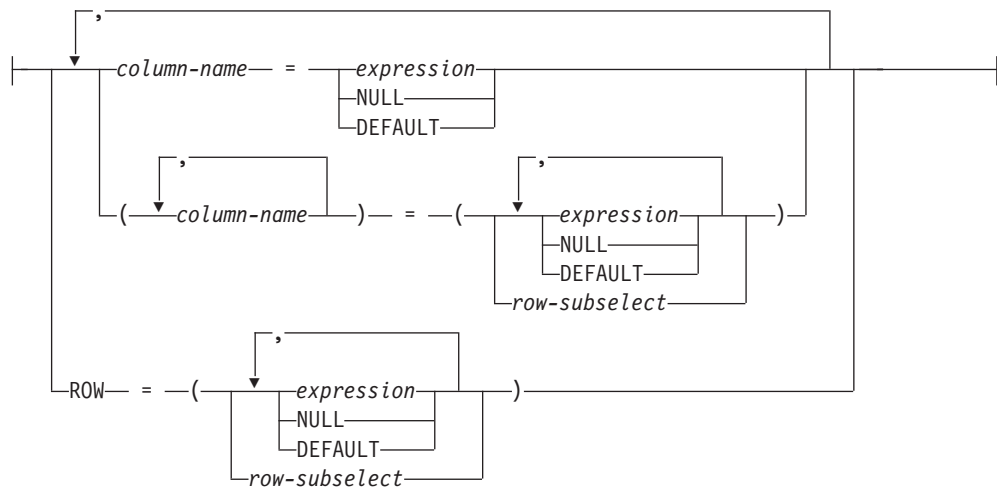 ,
column-name = expression
NULL
DEFAULT
, ,
( column-name ) = ( expression )
NULL
DEFAULT
row-subselect
,
ROW = ( expression )
NULL
DEFAULT
row-subselect